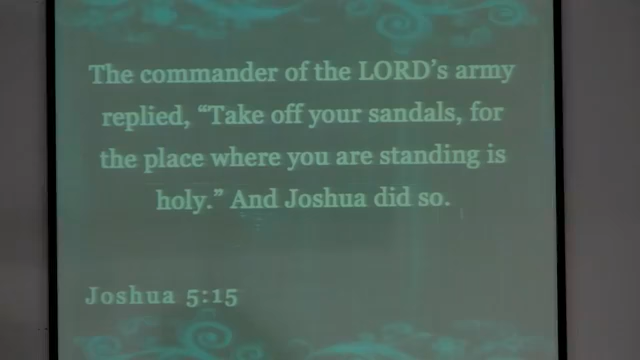 The commander of the LORD’s army
replied, “Take off your sandals, for
the place where you are standing is
holy.” And Joshua did so.
Joshua 5:15